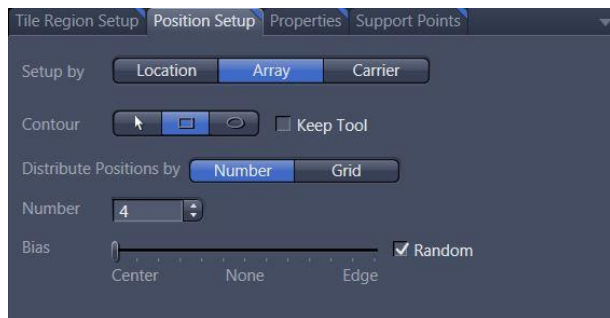 Tile Region Setup Position Setup Properties Support Points
Setup by Location Array Carrier
Contour Keep Tool
Distribute Positions by Number Grid
Number 4
Bias Random
Center None Edge